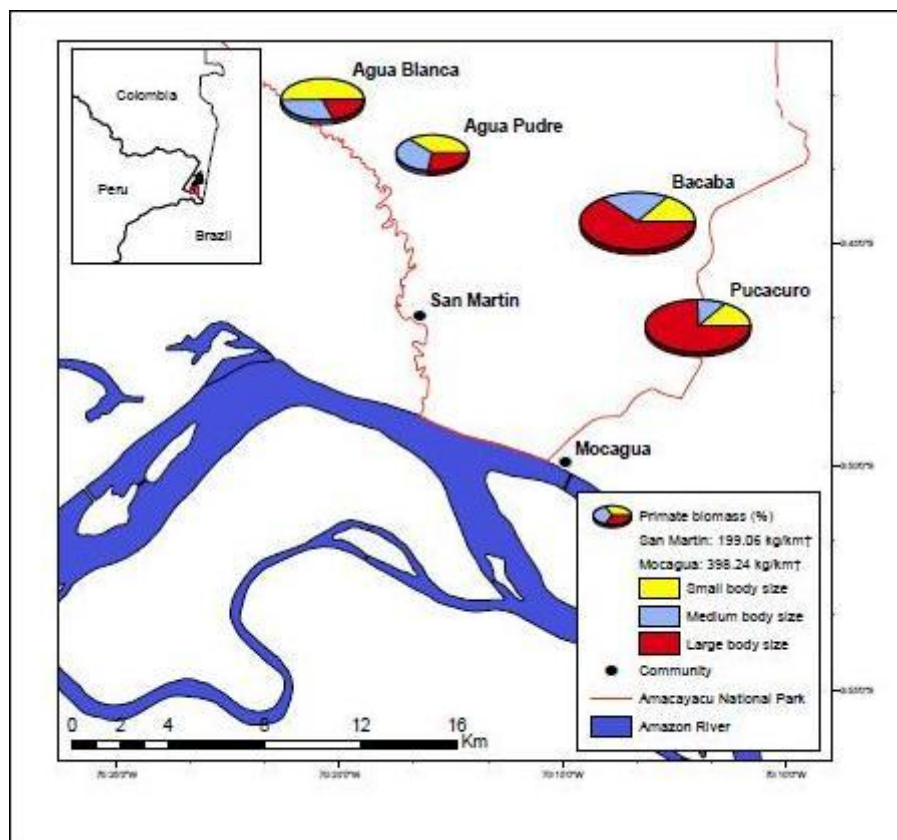 Agua Blanca
Colombia
Agua Pudre
Peru
Bacaba
Brazil
San Martin
Pucacuro
Mocagua
Primate biomass (%)
San Martin: 199.06 kg/km†
Mocagua: 398.24 kg/km†
Small body size
Medium body size
Large body size
Community
Amacayacu National Park
Amazon River
0 2 4 8 12 16
Km